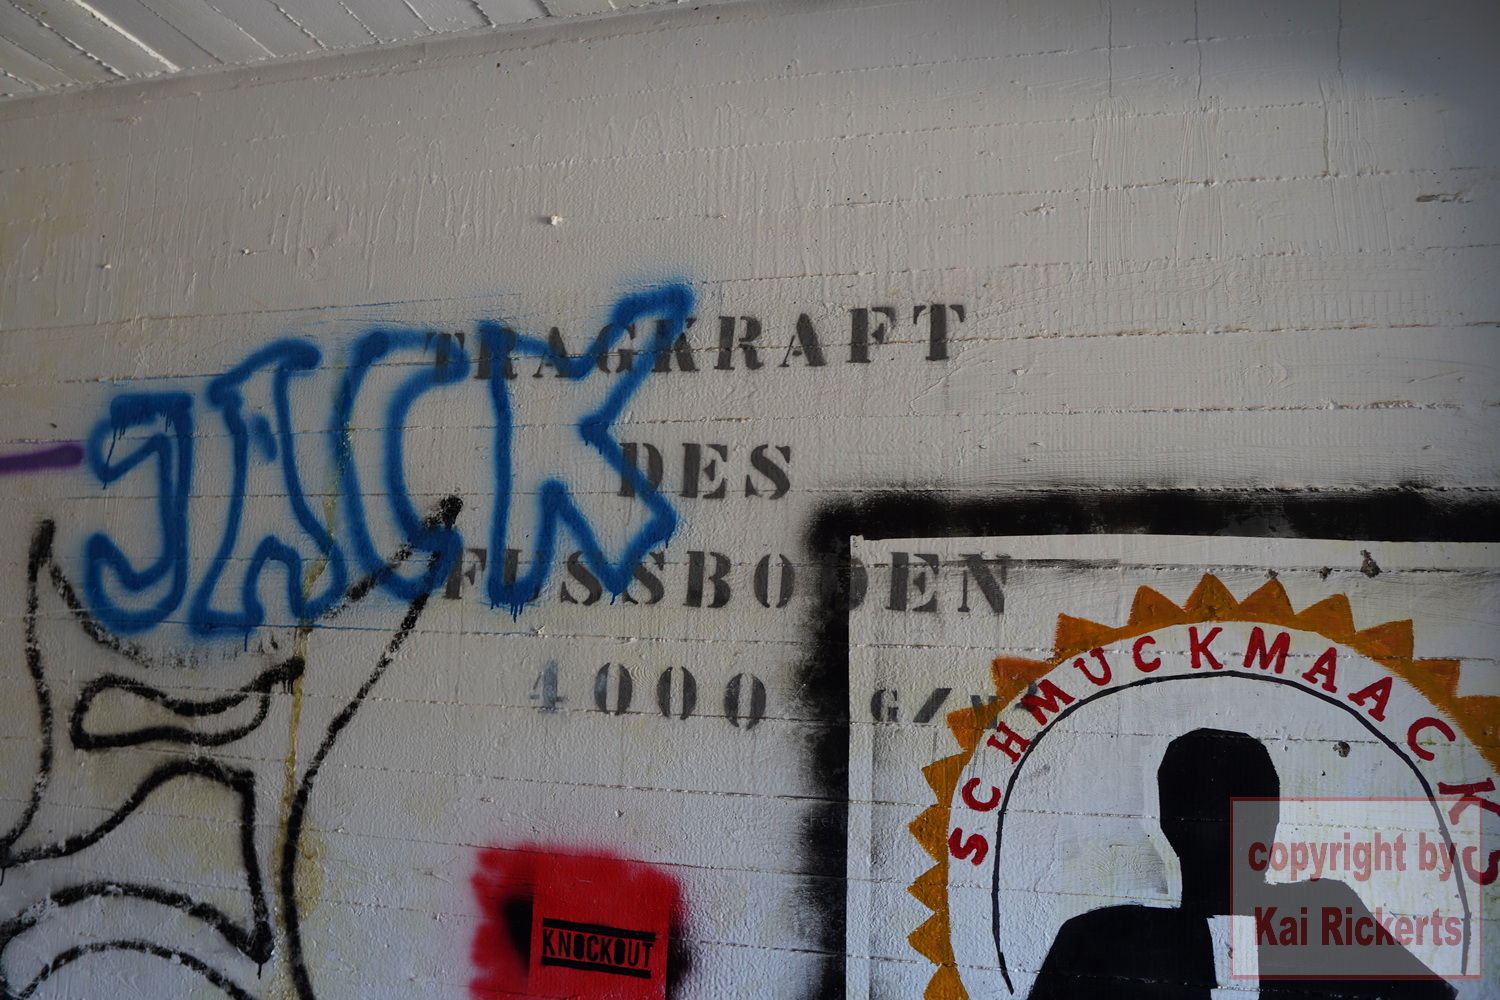 JACK
TRAGKRAFT
DES
FUSSBODEN
4000
SCHMUCKMAACKS
KNOCKOUT
copyright by
Kai Rickerts